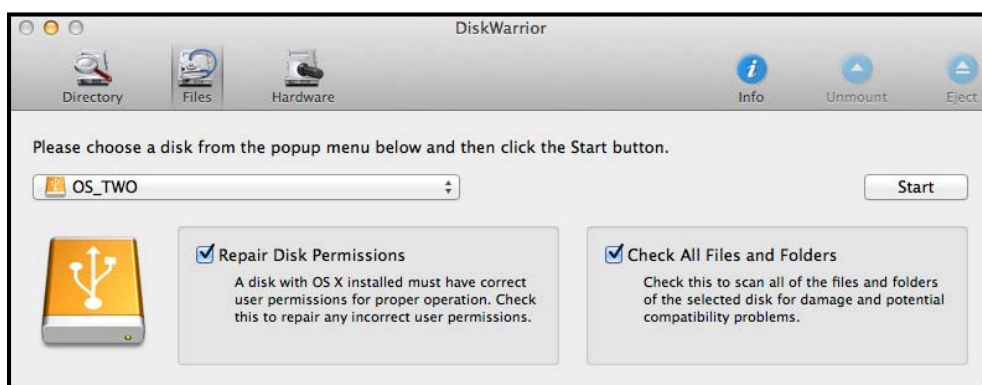 DiskWarrior
Directory Files Hardware Info Unmount Eject
Please choose a disk from the popup menu below and then click the Start button.
OS_TWO Start
Repair Disk Permissions
A disk with OS X installed must have correct
user permissions for proper operation. Check
this to repair any incorrect user permissions.
Check All Files and Folders
Check this to scan all of the files and folders
of the selected disk for damage and potential
compatibility problems.